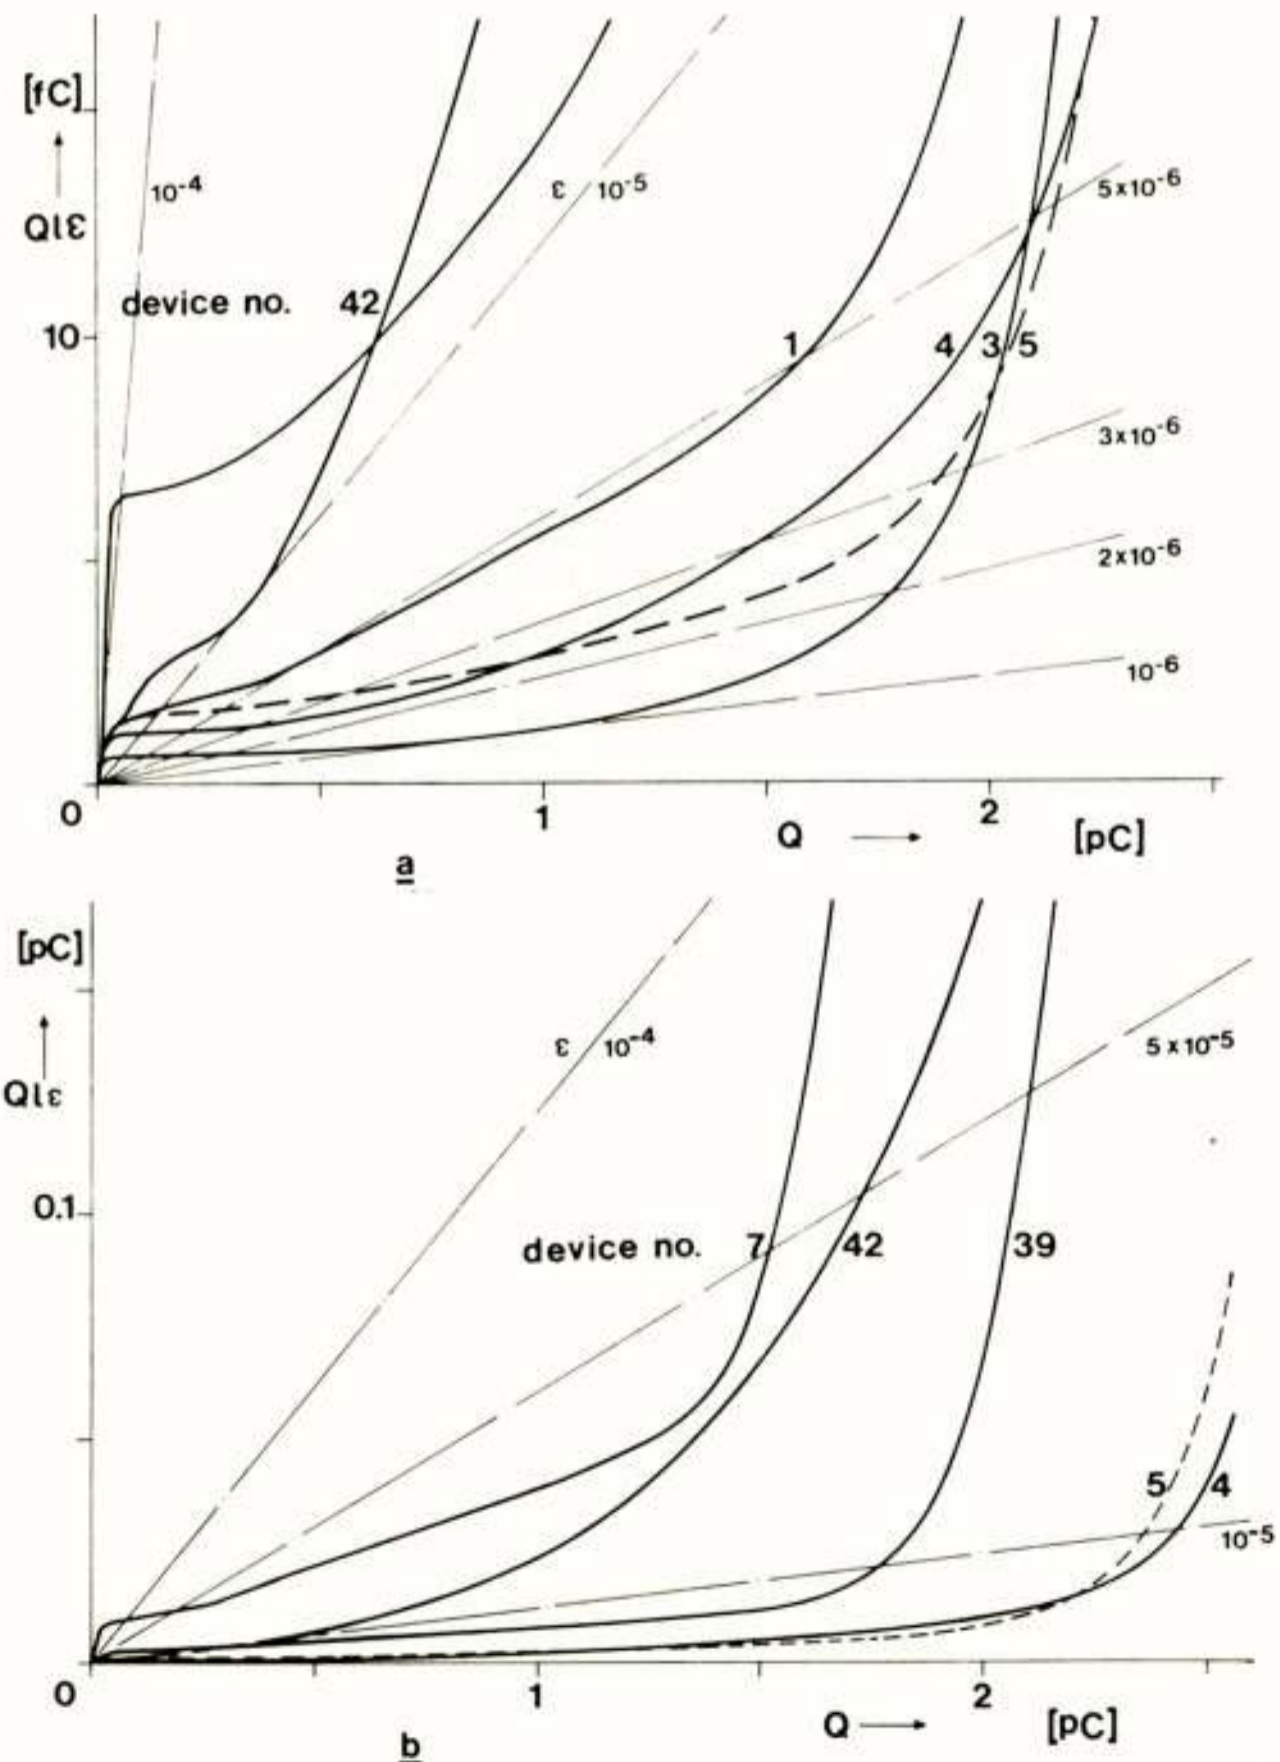 [fC]
10-4
ε 10-5
5x10-6
Qlε
device no. 42
10
1
4 3 5
3x10-6
2x10-6
10-6
0
1
2
Q → [pC]
a
[pC]
ε 10-4
5x10-5
Qlε
0.1
device no. 7 42 39
5 4
10-5
0
1
2
Q → [pC]
b